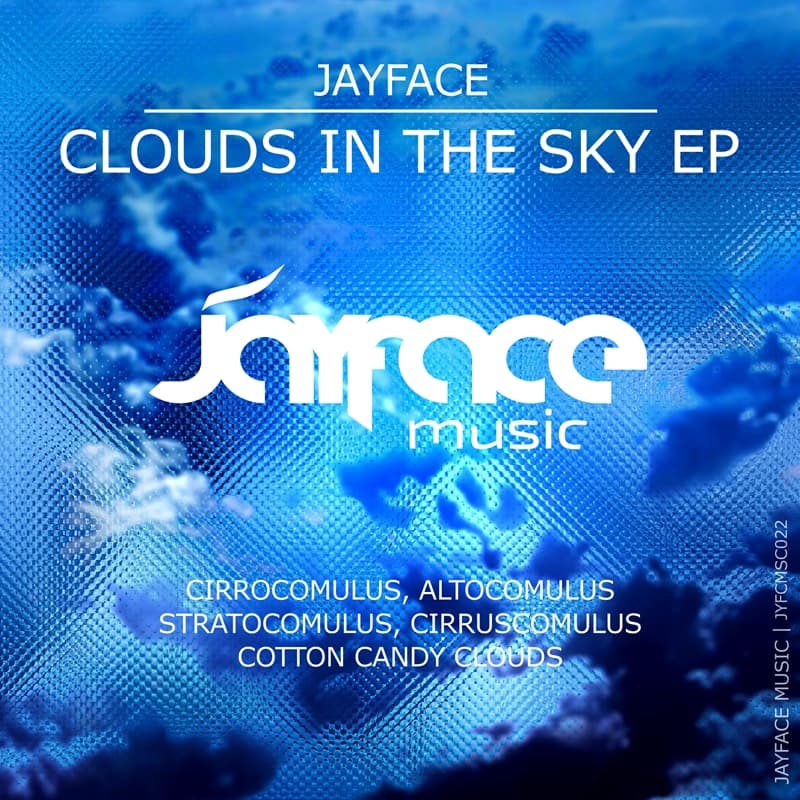 JAYFACE
CLOUDS IN THE SKY EP
jayface
music
CIRROCOMULUS, ALTOCOMULUS
STRATOCOMULUS, CIRRUSCOMULUS
COTTON CANDY CLOUDS
JAYFACE MUSIC | JYFCMSC022